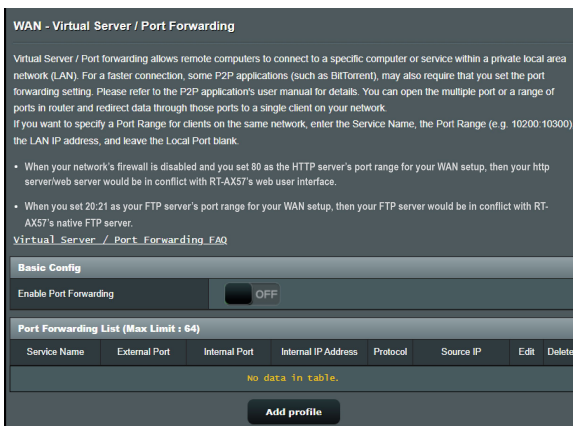 WAN - Virtual Server / Port Forwarding
Virtual Server / Port forwarding allows remote computers to connect to a specific computer or service within a private local area
network (LAN). For a faster connection, some P2P applications (such as BitTorrent), may also require that you set the port
forwarding setting. Please refer to the P2P application's user manual for details. You can open the multiple port or a range of
ports in router and redirect data through those ports to a single client on your network.
If you want to specify a Port Range for clients on the same network, enter the Service Name, the Port Range (e.g. 10200:10300)
the LAN IP address, and leave the Local Port blank.
• When your network's firewall is disabled and you set 80 as the HTTP server's port range for your WAN setup, then your http
server/web server would be in conflict with RT-AX57's web user interface.
• When you set 20:21 as your FTP server's port range for your WAN setup, then your FTP server would be in conflict with RT-
AX57's native FTP server.
Virtual Server / Port Forwarding FAQ
Basic Config
Enable Port Forwarding OFF
Port Forwarding List (Max Limit : 64)
Service Name External Port Internal Port Internal IP Address Protocol Source IP Edit Delete
No data in table.
Add profile